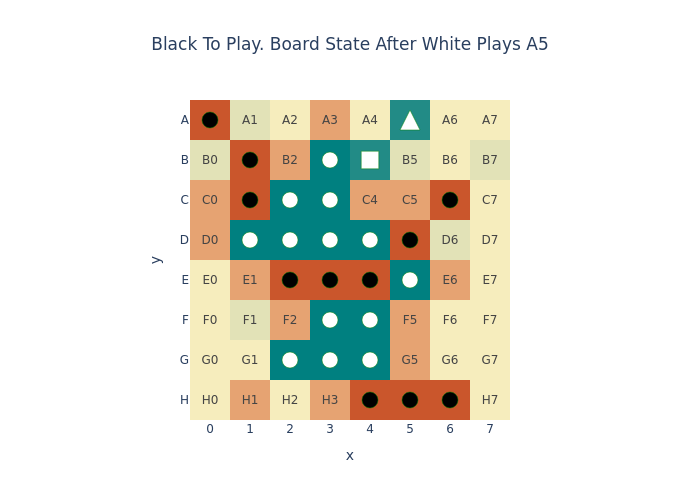 Black To Play. Board State After White Plays A5
A A1 A2 A3 A4 A6 A7
B B0 B2 B5 B6 B7
C C0 C4 C5 C7
D D0 D6 D7
E E0 E1 E6 E7
F F0 F1 F2 F5 F6 F7
G G0 G1 G5 G6 G7
H H0 H1 H2 H3 H7
0 1 2 3 4 5 6 7
x
y